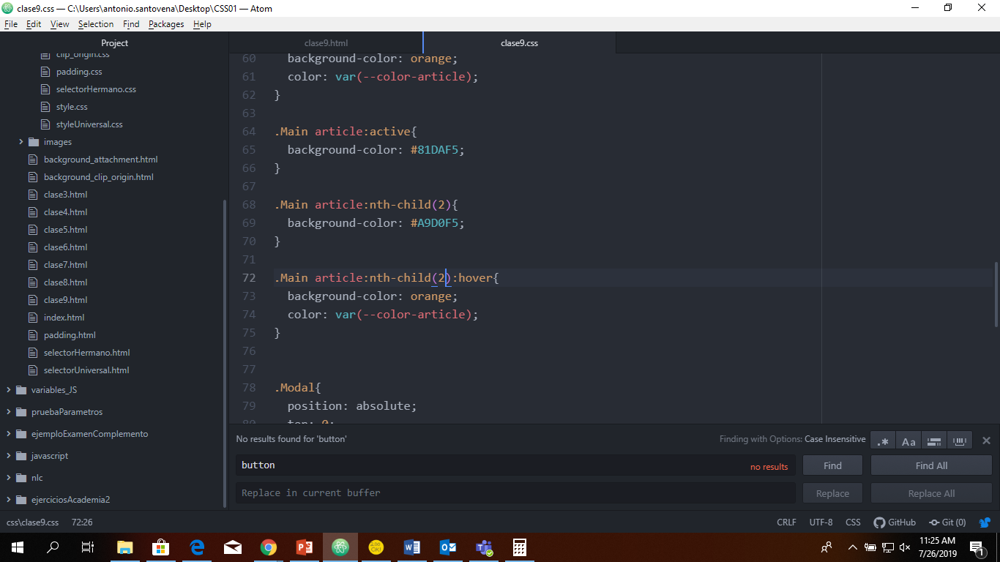 clase9.css — C:\Users\antonio.santovena\Desktop\CSS01 — Atom
File Edit View Selection Find Packages Help
Project
clip_origin.css
padding.css
selectorHermano.css
style.css
styleUniversal.css
images
background_attachment.html
background_clip_origin.html
clase3.html
clase4.html
clase5.html
clase6.html
clase7.html
clase8.html
clase9.html
index.html
padding.html
selectorHermano.html
selectorUniversal.html
variables_JS
pruebaParametros
ejemploExamenComplemento
javascript
nlc
ejerciciosAcademia2
clase9.html clase9.css
60 background-color: orange;
61 color: var(--color-article);
62 }
63
64 .Main article:active{
65 background-color: #81DAF5;
66 }
67
68 .Main article:nth-child(2){
69 background-color: #A9D0F5;
70 }
71
72 .Main article:nth-child(2):hover{
73 background-color: orange;
74 color: var(--color-article);
75 }
76
77
78 .Modal{
79 position: absolute;
80 top: 0;
No results found for 'button' Finding with Options: Case Insensitive .* Aa
button no results Find Find All
Replace in current buffer Replace Replace All
css\clase9.css 72:26 CRLF UTF-8 CSS GitHub Git (0)
11:25 AM
7/26/2019
1